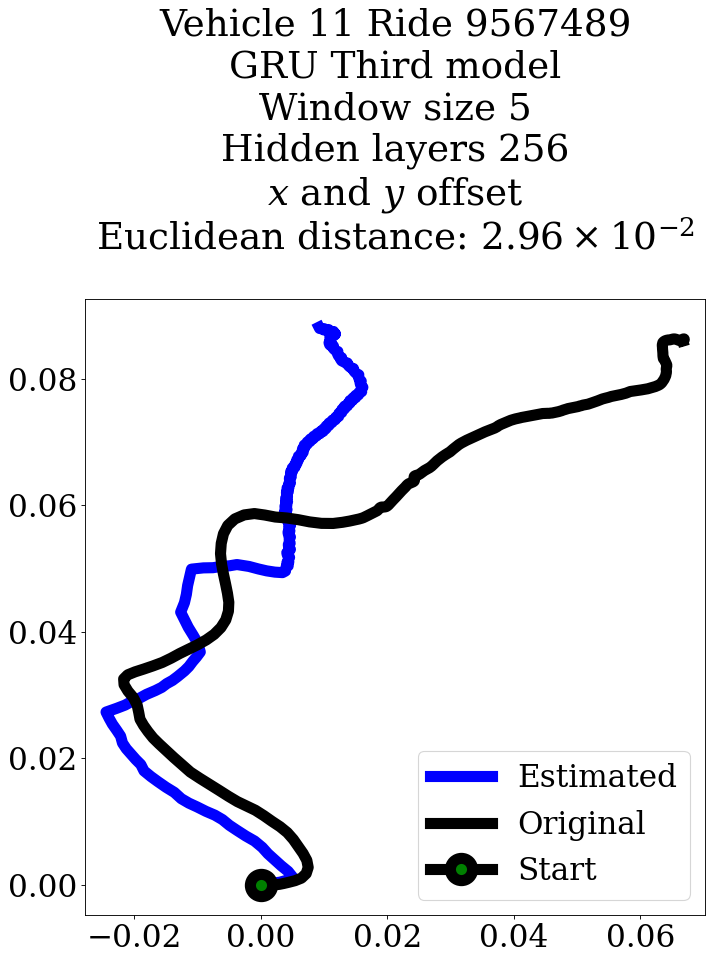 Vehicle 11 Ride 9567489
GRU Third model
Window size 5
Hidden layers 256
x and y offset
Euclidean distance: 2.96 × 10⁻²
0.08
0.06
0.04
0.02
0.00
Estimated
Original
Start
−0.02 0.00 0.02 0.04 0.06